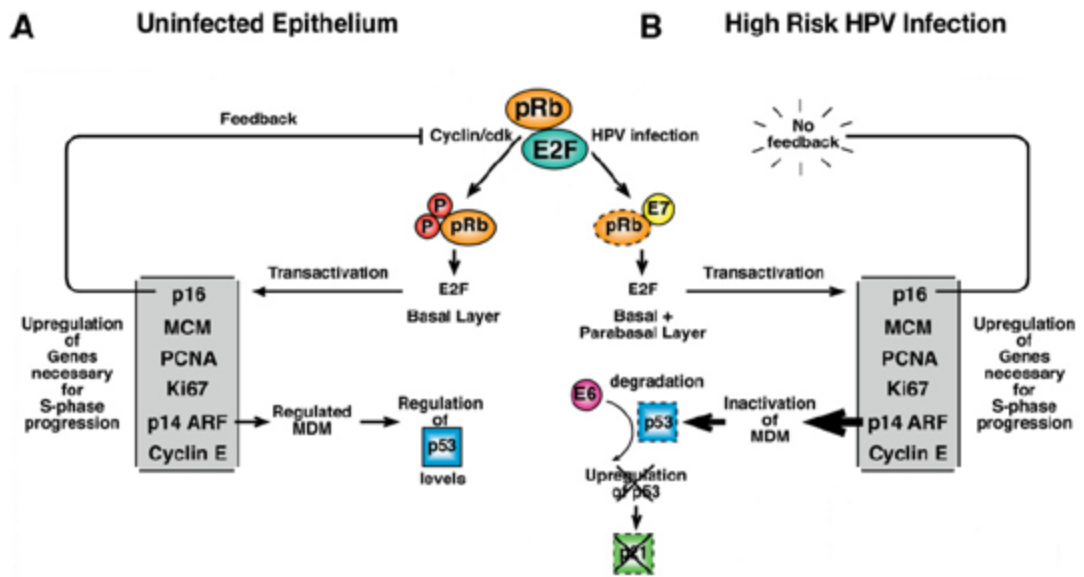 A
Uninfected Epithelium
B
High Risk HPV Infection
pRb
E2F
Feedback
Cyclin/cdk
HPV infection
No
feedback
P
P
pRb
pRb
E7
Transactivation
E2F
Basal Layer
E2F
Basal +
Parabasal Layer
Transactivation
Upregulation
of
Genes
necessary
for
S-phase
progression
p16
MCM
PCNA
Ki67
p14 ARF
Cyclin E
Regulated
MDM
Regulation
of
p53
levels
E6
degradation
p53
Inactivation
of
MDM
Upregulation
of p53
p21
p16
MCM
PCNA
Ki67
p14 ARF
Cyclin E
Upregulation
of
Genes
necessary
for
S-phase
progression